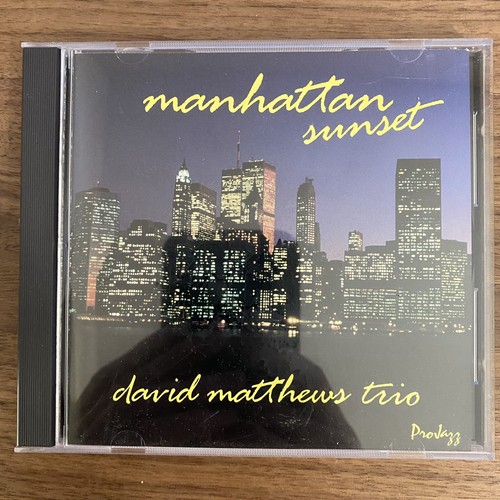 manhattan
sunset
david matthews trio
ProJazz